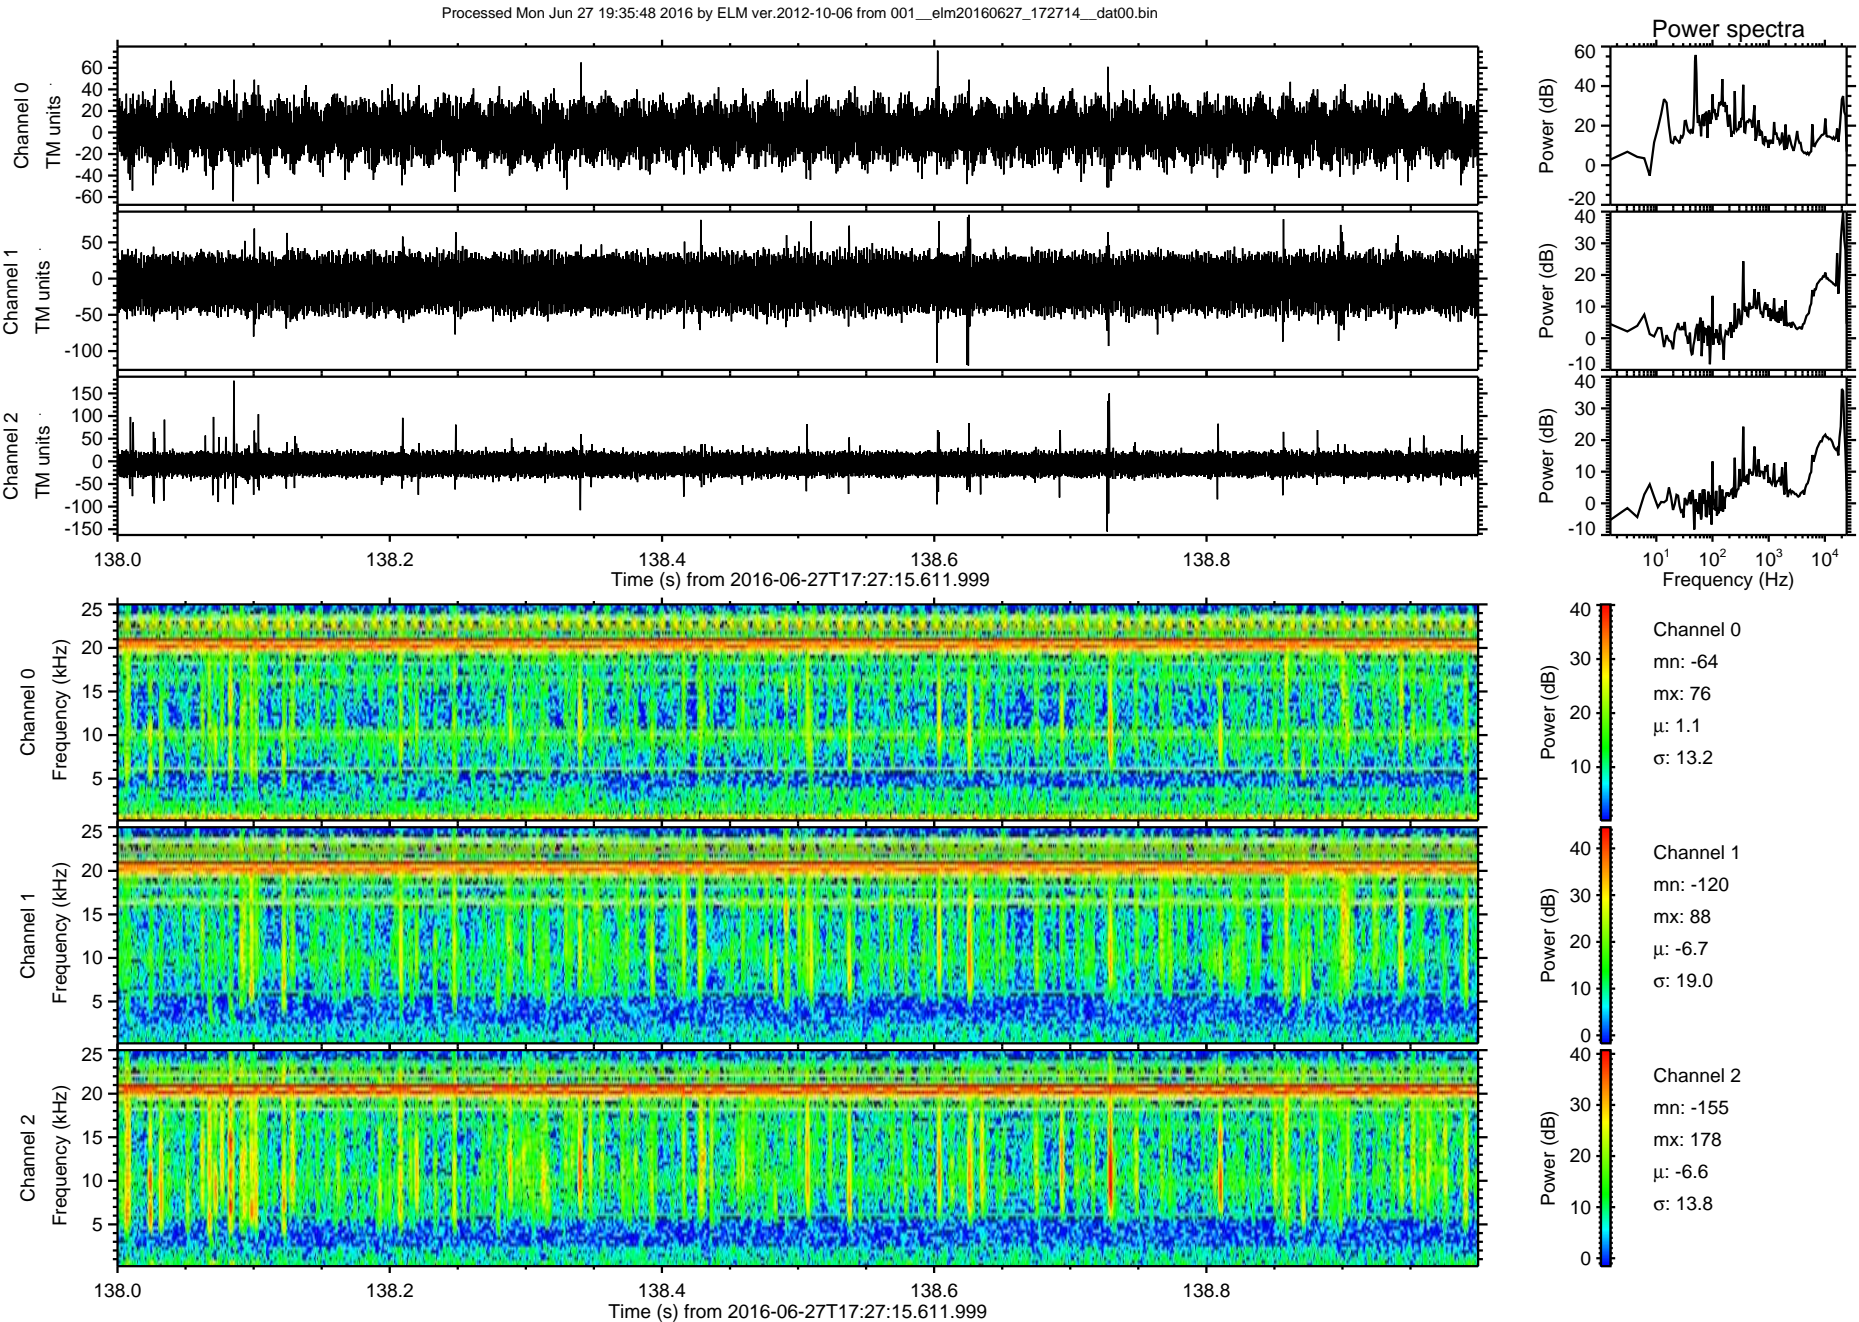 Processed Mon Jun 27 19:35:48 2016 by ELM ver.2012-10-06 from 001__elm20160627_172714__dat00.bin
Power spectra
Channel 0
TM units
60
40
20
0
-20
-40
-60
Power (dB)
60
40
20
0
-20
Channel 1
TM units
50
0
-50
-100
Power (dB)
40
30
20
10
0
-10
Channel 2
TM units
150
100
50
0
-50
-100
-150
Power (dB)
40
30
20
10
0
-10
138.0 138.2 138.4 138.6 138.8
Time (s) from 2016-06-27T17:27:15.611.999
10¹ 10² 10³ 10⁴
Frequency (Hz)
Channel 0
Frequency (kHz)
25
20
15
10
5
Power (dB)
40
30
20
10
Channel 0
mn: -64
mx: 76
μ: 1.1
σ: 13.2
Channel 1
Frequency (kHz)
25
20
15
10
5
Power (dB)
40
30
20
10
0
Channel 1
mn: -120
mx: 88
μ: -6.7
σ: 19.0
Channel 2
Frequency (kHz)
25
20
15
10
5
Power (dB)
40
30
20
10
0
Channel 2
mn: -155
mx: 178
μ: -6.6
σ: 13.8
138.0 138.2 138.4 138.6 138.8
Time (s) from 2016-06-27T17:27:15.611.999